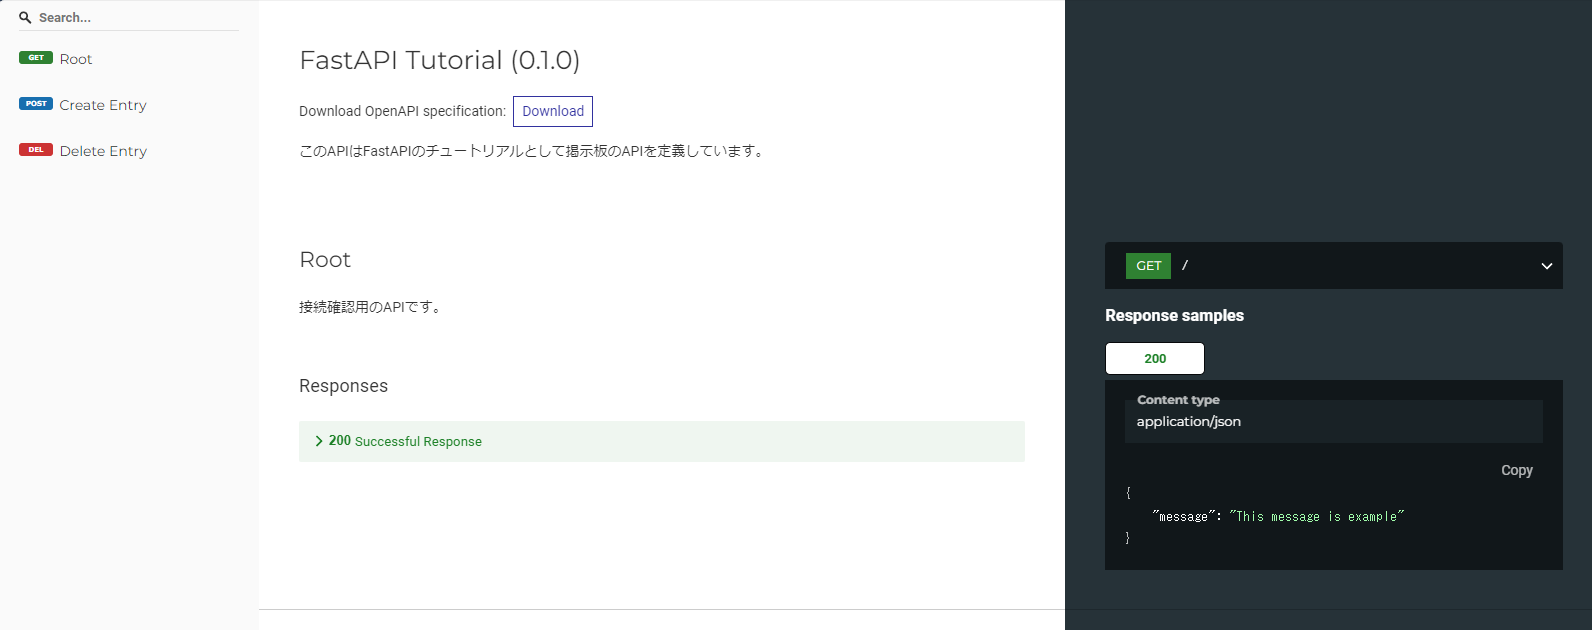 Search...
GET Root
POST Create Entry
DEL Delete Entry
FastAPI Tutorial (0.1.0)
Download OpenAPI specification: Download
このAPIはFastAPIのチュートリアルとして掲示板のAPIを定義しています。
Root
接続確認用のAPIです。
Responses
200 Successful Response
GET /
Response samples
200
Content type
application/json
Copy
{
"message": "This message is example"
}